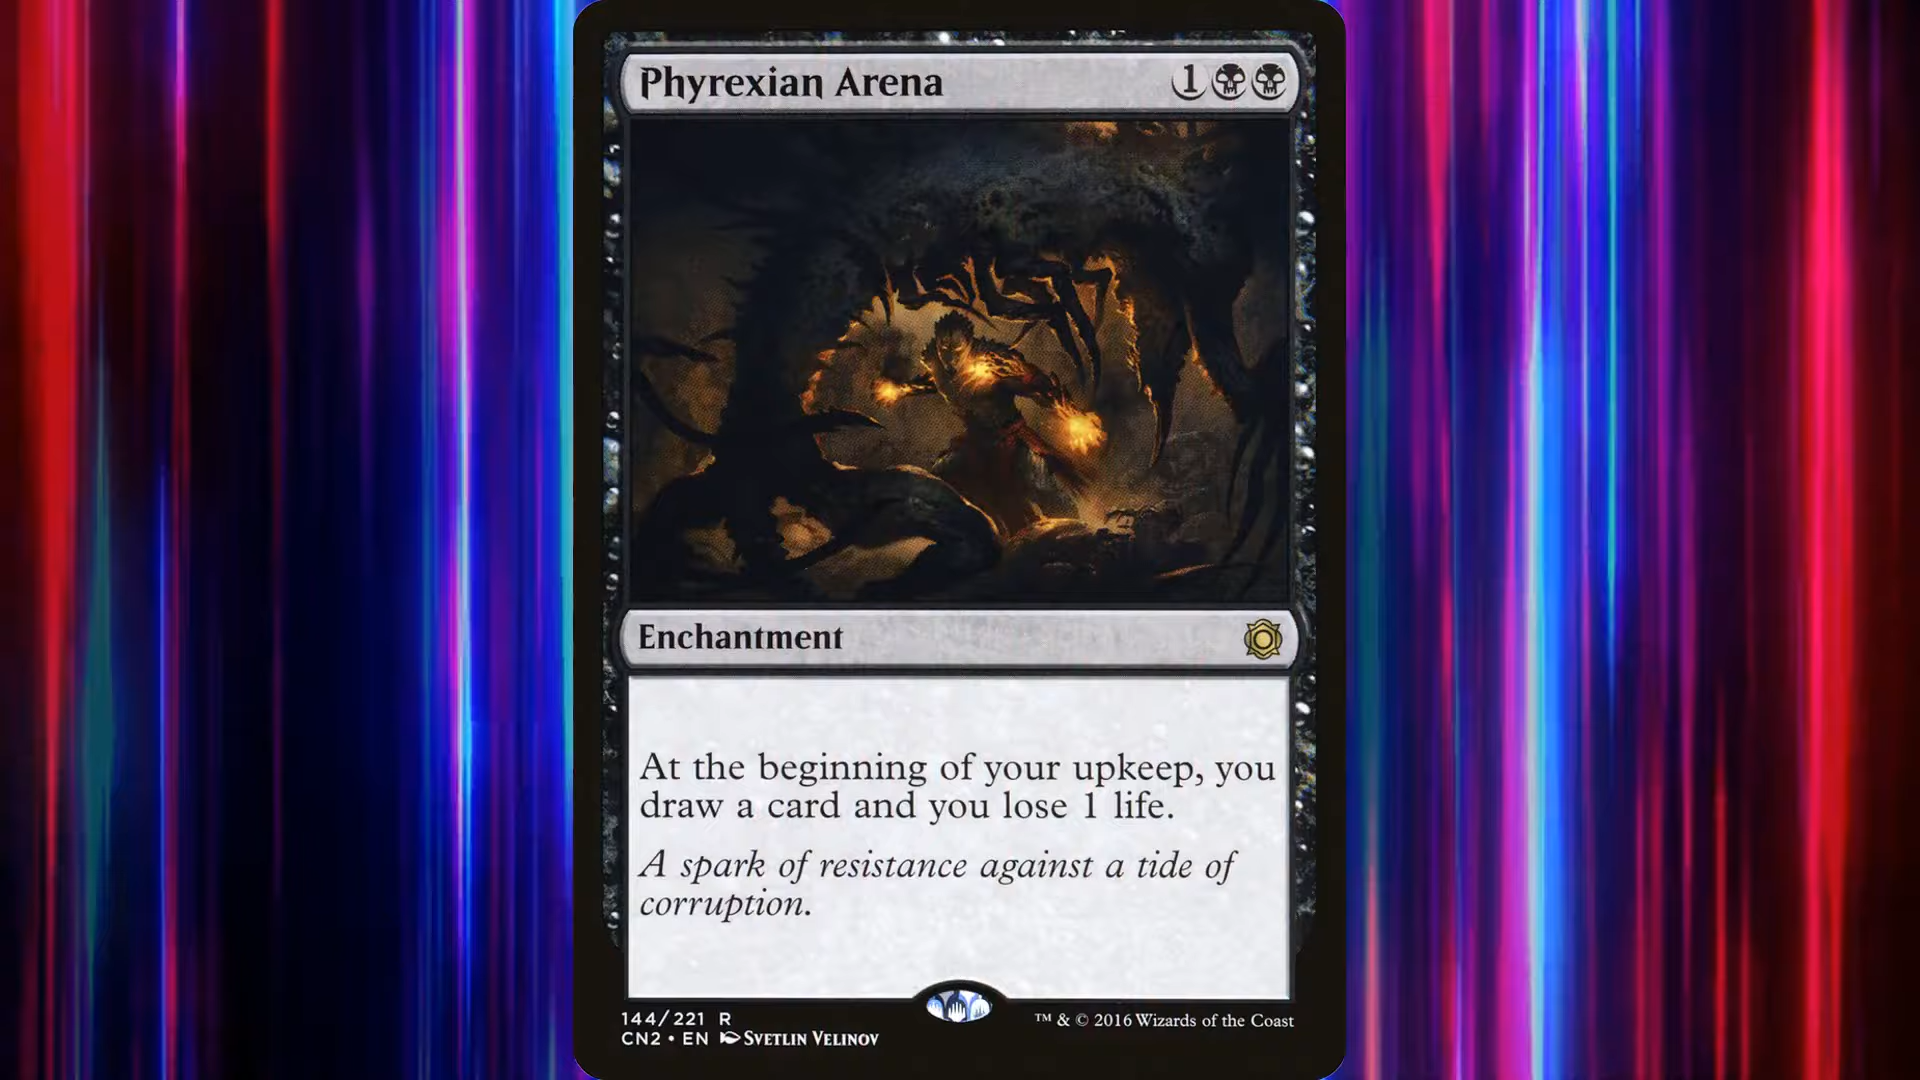 Phyrexian Arena 1
Enchantment
At the beginning of your upkeep, you
draw a card and you lose 1 life.
A spark of resistance against a tide of
corruption.
144/221 R
CN2 • EN Svetlin Velinov
™ & © 2016 Wizards of the Coast